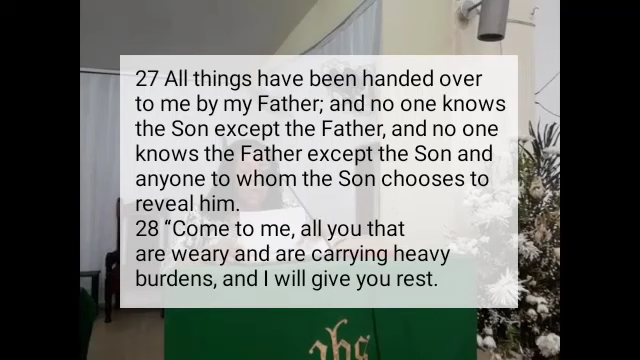 27 All things have been handed over
to me by my Father; and no one knows
the Son except the Father, and no one
knows the Father except the Son and
anyone to whom the Son chooses to
reveal him.
28 “Come to me, all you that
are weary and are carrying heavy
burdens, and I will give you rest.
ihs